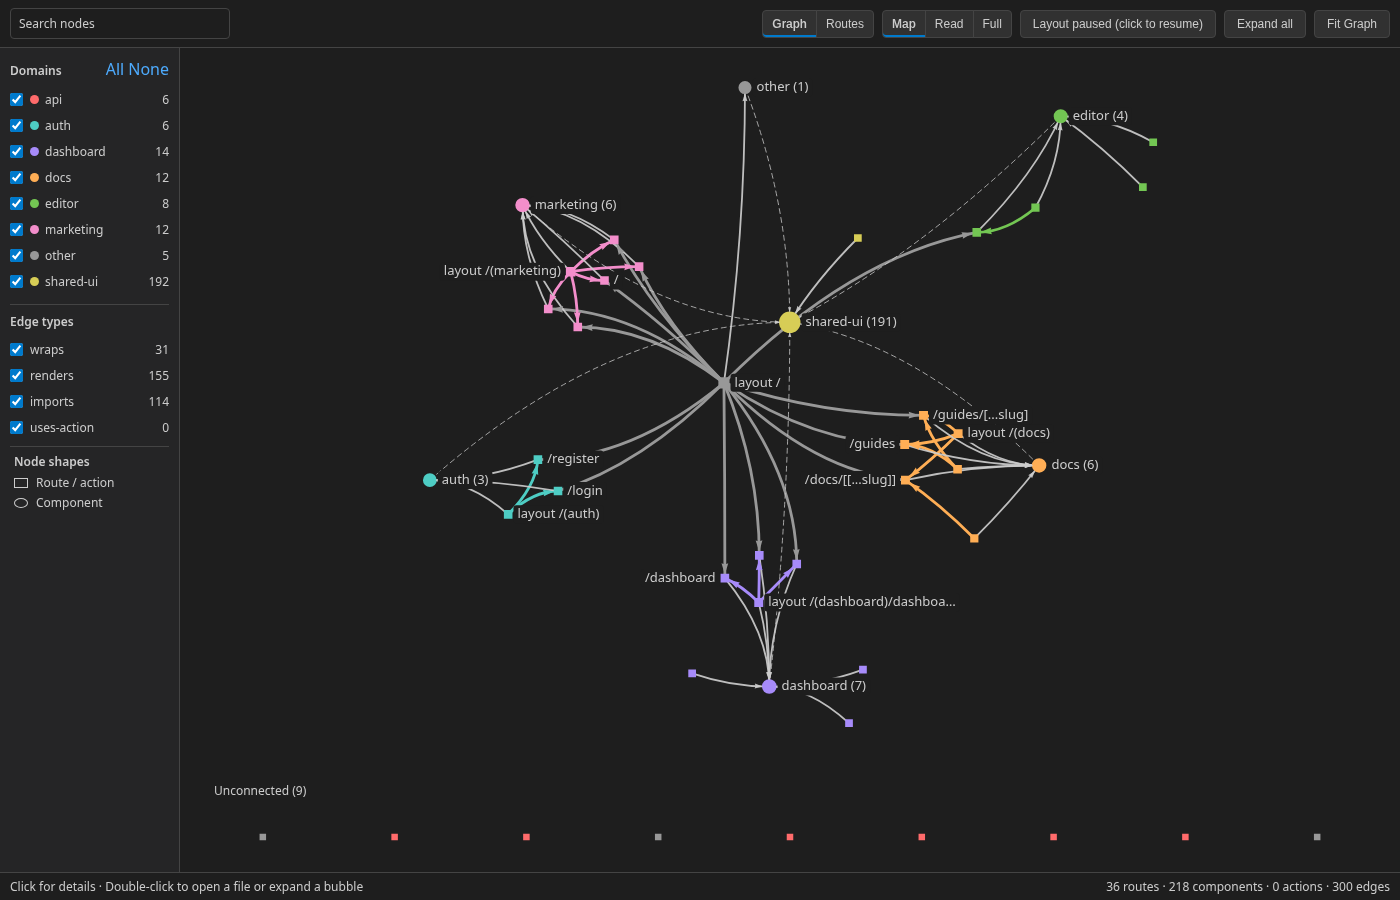 Search nodes
Graph Routes Map Read Full Layout paused (click to resume) Expand all Fit Graph
Domains All None
api 6
auth 6
dashboard 14
docs 12
editor 8
marketing 12
other 5
shared-ui 192
Edge types
wraps 31
renders 155
imports 114
uses-action 0
Node shapes
Route / action
Component
other (1)
editor (4)
marketing (6)
layout /(marketing)
/
shared-ui (191)
layout /
/guides/[...slug]
layout /(docs)
/guides
docs (6)
/docs/[[...slug]]
/register
auth (3)
/login
layout /(auth)
/dashboard
layout /(dashboard)/dashboa...
dashboard (7)
Unconnected (9)
Click for details · Double-click to open a file or expand a bubble
36 routes · 218 components · 0 actions · 300 edges